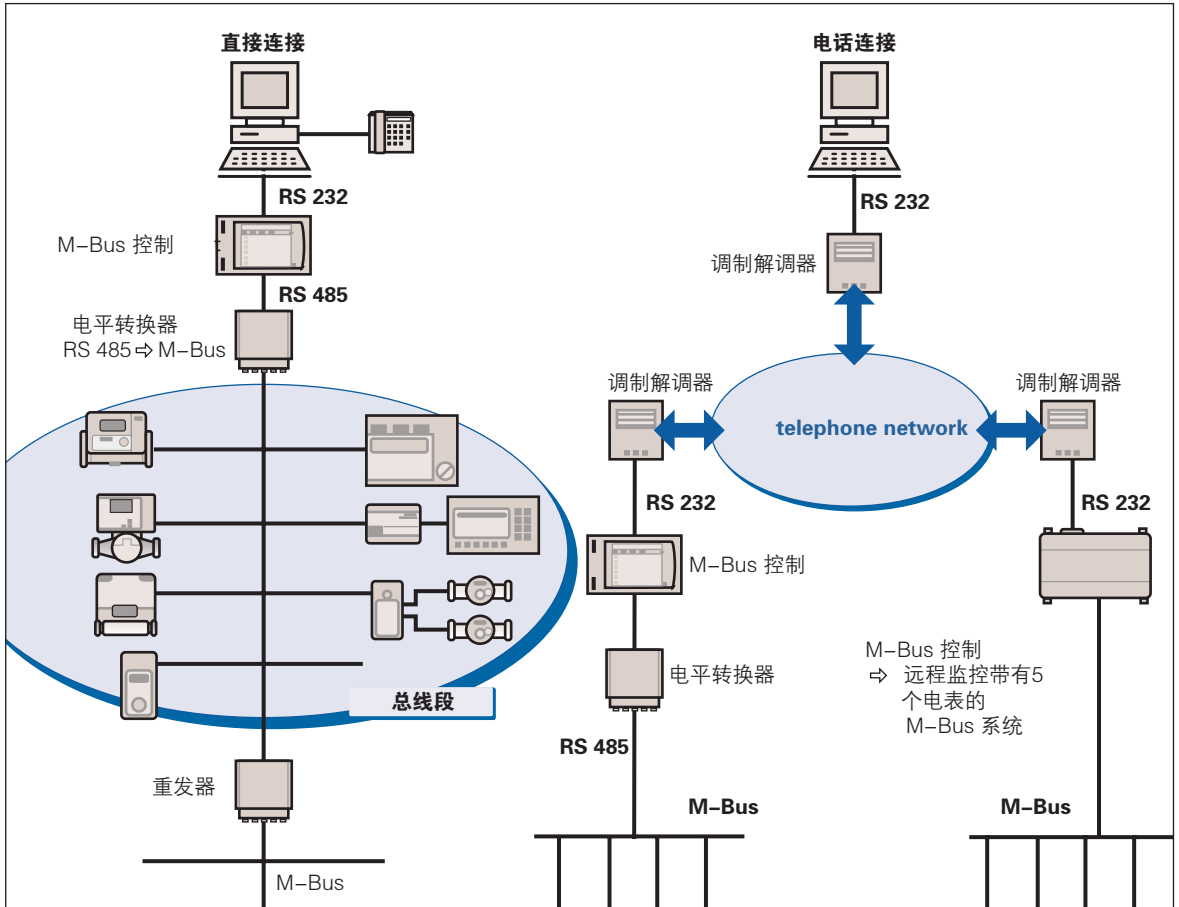 直接连接
RS 232
M–Bus 控制
RS 485
电平转换器
RS 485 ⇨ M–Bus
总线段
重发器
M–Bus
电话连接
RS 232
调制解调器
telephone network
调制解调器
RS 232
M–Bus 控制
电平转换器
RS 485
M–Bus
调制解调器
RS 232
M–Bus 控制
⇨ 远程监控带有5
个电表的
M–Bus 系统
M–Bus